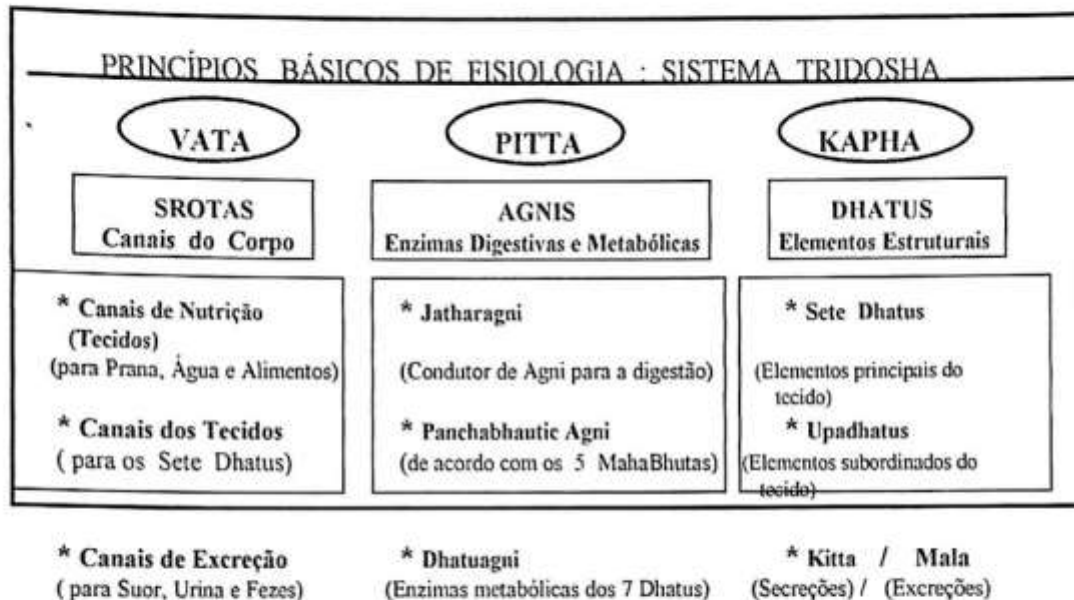 PRINCÍPIOS BÁSICOS DE FISIOLOGIA : SISTEMA TRIDOSHA
VATA
SROTAS
Canais do Corpo
* Canais de Nutrição
(Tecidos)
(para Prana, Água e Alimentos)
* Canais dos Tecidos
( para os Sete Dhatus)
* Canais de Excreção
( para Suor, Urina e Fezes)
PITTA
AGNIS
Enzimas Digestivas e Metabólicas
* Jatharagni
(Condutor de Agni para a digestão)
* Panchabhautic Agni
(de acordo com os 5 MahaBhutas)
* Dhatuagni
(Enzimas metabólicas dos 7 Dhatus)
KAPHA
DHATUS
Elementos Estruturais
* Sete Dhatus
(Elementos principais do
tecido)
* Upadhatus
(Elementos subordinados do
tecido)
* Kitta / Mala
(Secreções) / (Excreções)